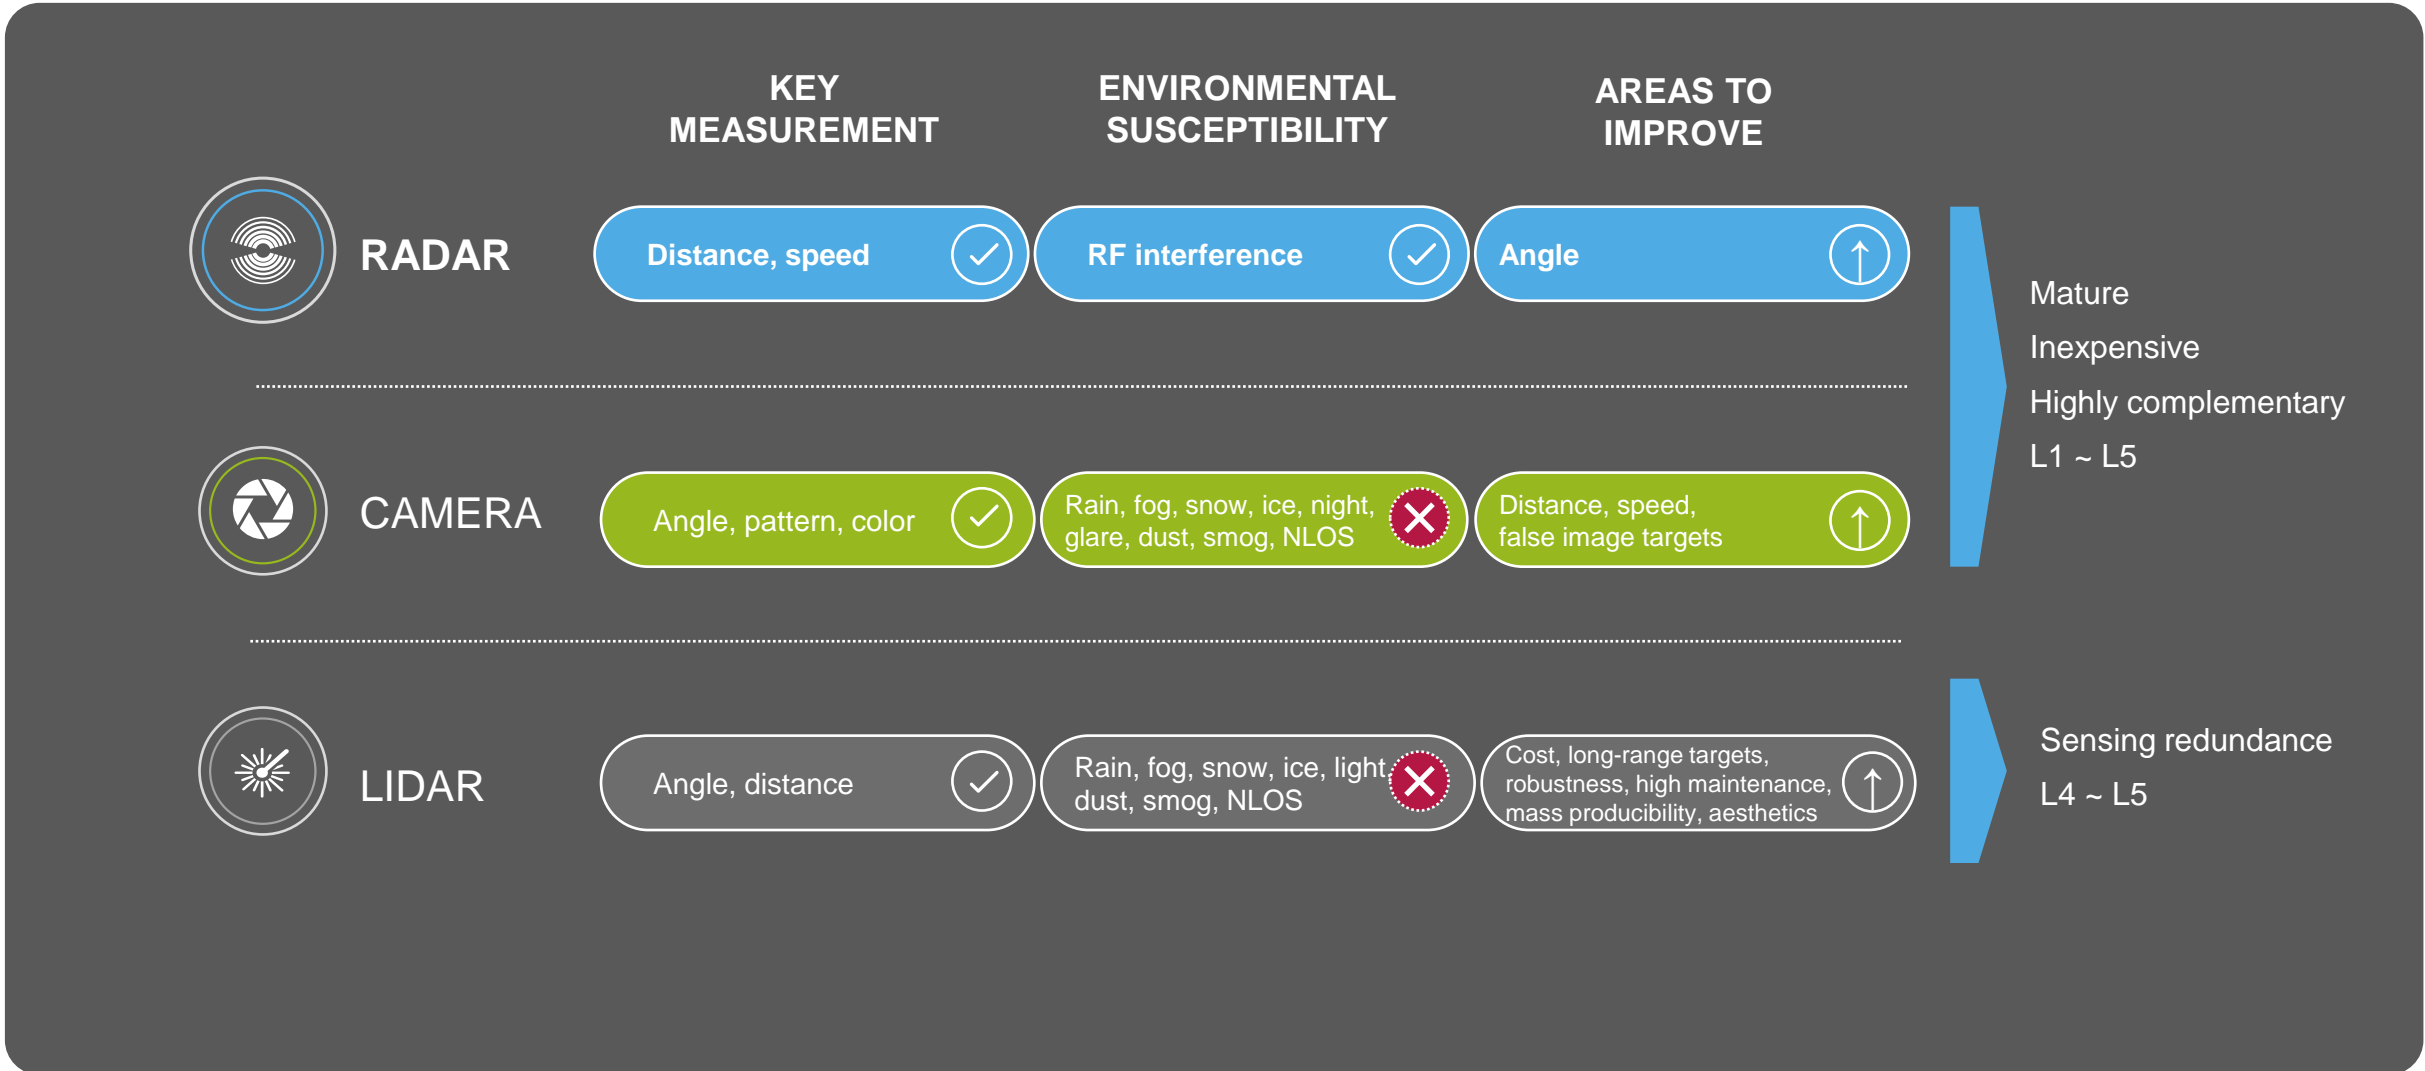 KEY
MEASUREMENT
ENVIRONMENTAL
SUSCEPTIBILITY
AREAS TO
IMPROVE
RADAR
Distance, speed
RF interference
Angle
Mature
Inexpensive
Highly complementary
L1 ~ L5
CAMERA
Angle, pattern, color
Rain, fog, snow, ice, night,
glare, dust, smog, NLOS
Distance, speed,
false image targets
LIDAR
Angle, distance
Rain, fog, snow, ice, light,
dust, smog, NLOS
Cost, long-range targets,
robustness, high maintenance,
mass producibility, aesthetics
Sensing redundance
L4 ~ L5